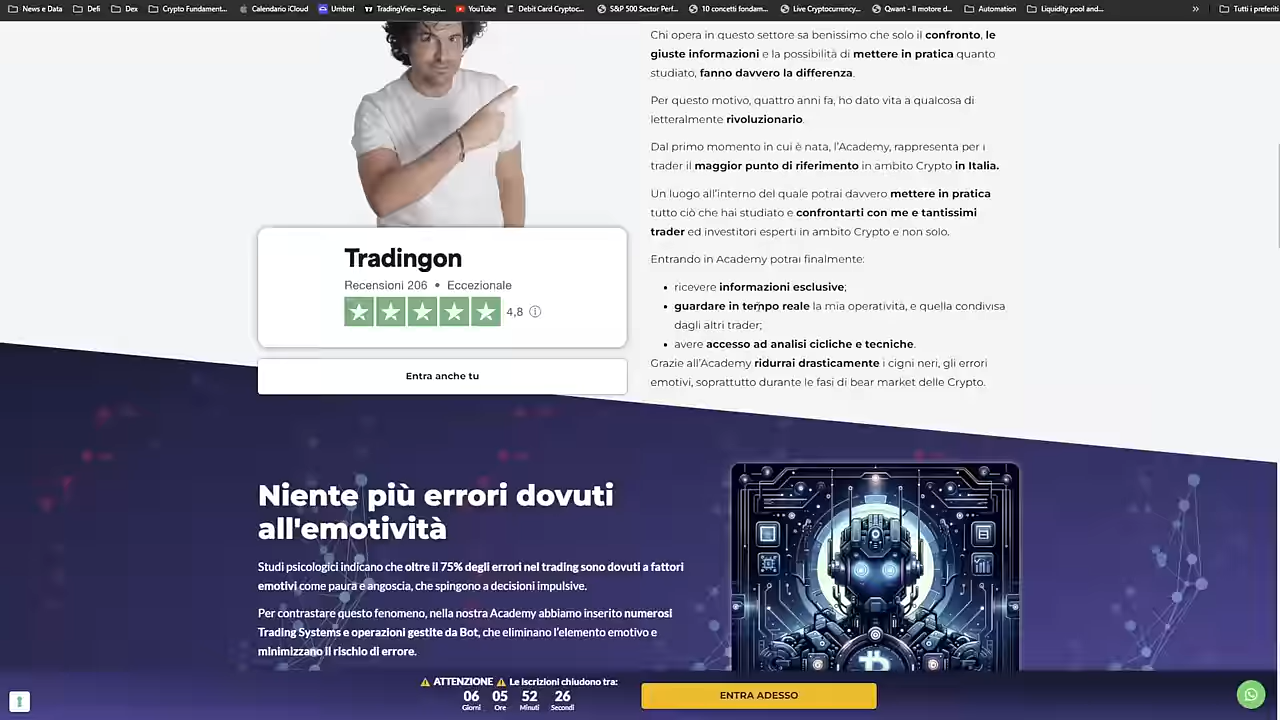 News e Data
Defi
Dex
Crypto Fundament...
Calendario iCloud
Umbrel
TradingView – Segui...
YouTube
Debit Card Cryptoc...
S&P 500 Sector Perf...
10 concetti fondam...
Live Cryptocurrency...
Qwant - Il motore d...
Automation
Liquidity pool and...
»
Tutti i preferiti
Chi opera in questo settore sa benissimo che solo il confronto, le
giuste informazioni e la possibilità di mettere in pratica quanto
studiato, fanno davvero la differenza.
Per questo motivo, quattro anni fa, ho dato vita a qualcosa di
letteralmente rivoluzionario.
Dal primo momento in cui è nata, l'Academy, rappresenta per i
trader il maggior punto di riferimento in ambito Crypto in Italia.
Un luogo all'interno del quale potrai davvero mettere in pratica
tutto ciò che hai studiato e confrontarti con me e tantissimi
trader ed investitori esperti in ambito Crypto e non solo.
Entrando in Academy potrai finalmente:
• ricevere informazioni esclusive;
• guardare in tempo reale la mia operatività, e quella condivisa
dagli altri trader;
• avere accesso ad analisi cicliche e tecniche.
Grazie all'Academy ridurrai drasticamente i cigni neri, gli errori
emotivi, soprattutto durante le fasi di bear market delle Crypto.
Tradingon
Recensioni 206 • Eccezionale
4,8
Entra anche tu
Niente più errori dovuti
all'emotività
Studi psicologici indicano che oltre il 75% degli errori nel trading sono dovuti a fattori
emotivi come paura e angoscia, che spingono a decisioni impulsive.
Per contrastare questo fenomeno, nella nostra Academy abbiamo inserito numerosi
Trading Systems e operazioni gestite da Bot, che eliminano l'elemento emotivo e
minimizzano il rischio di errore.
⚠️ ATTENZIONE ⚠️ Le iscrizioni chiudono tra:
06 05 52 26
Giorni Ore Minuti Secondi
ENTRA ADESSO